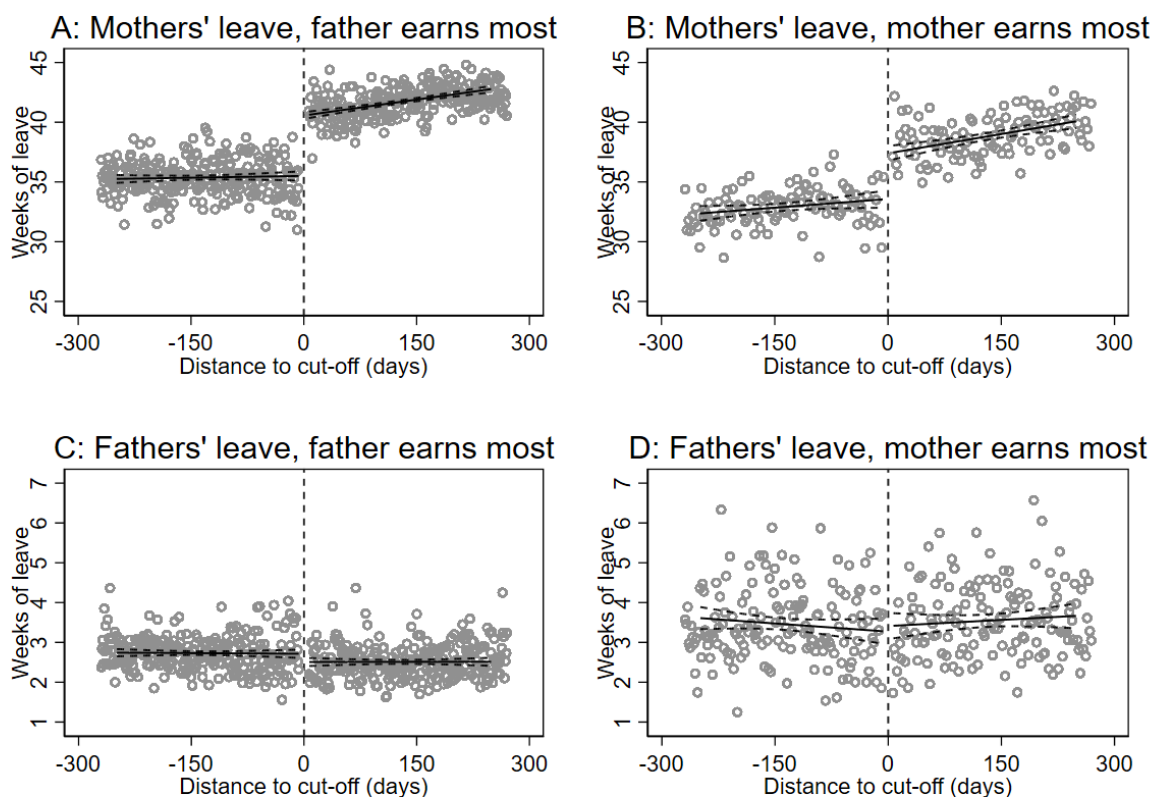 A: Mothers' leave, father earns most
Weeks of leave
45
40
35
30
25
-300 -150 0 150 300
Distance to cut-off (days)
B: Mothers' leave, mother earns most
Weeks of leave
45
40
35
30
25
-300 -150 0 150 300
Distance to cut-off (days)
C: Fathers' leave, father earns most
Weeks of leave
7
6
5
4
3
2
1
-300 -150 0 150 300
Distance to cut-off (days)
D: Fathers' leave, mother earns most
Weeks of leave
7
6
5
4
3
2
1
-300 -150 0 150 300
Distance to cut-off (days)